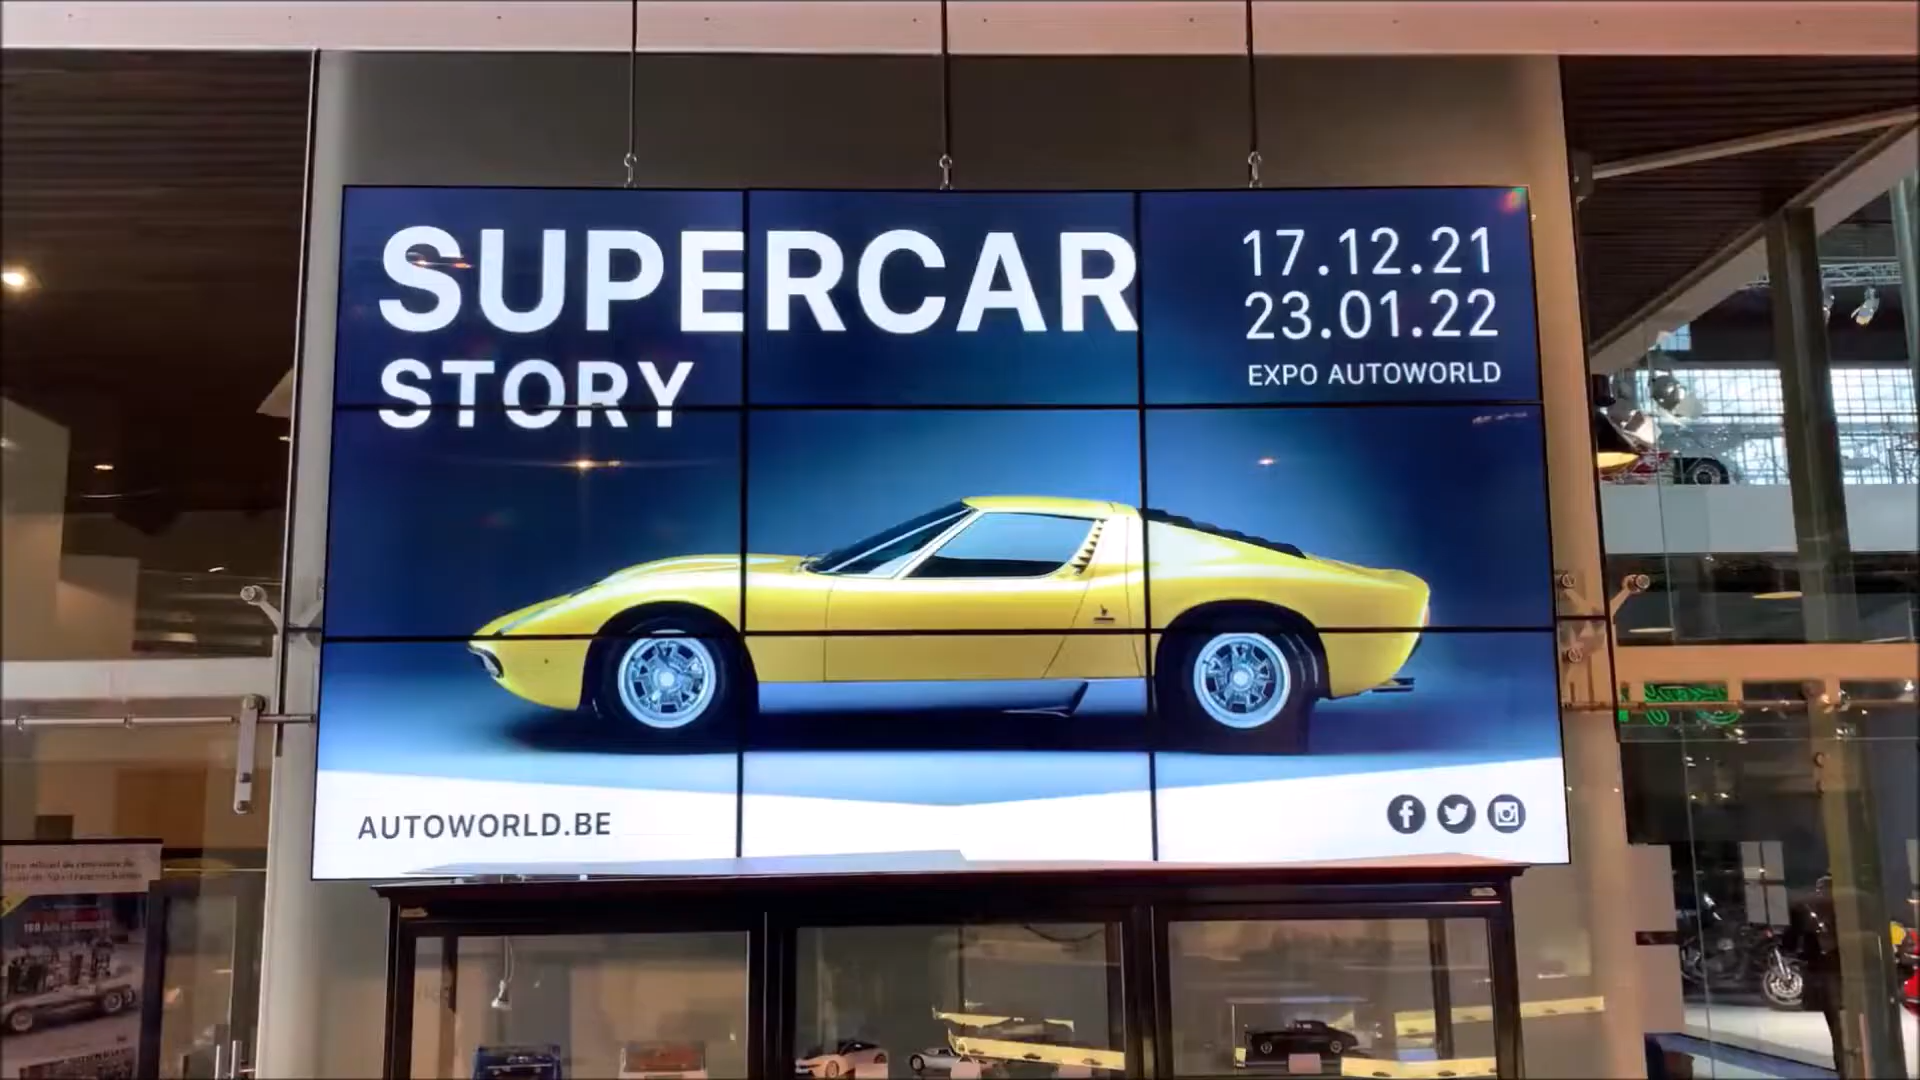 SUPERCAR
STORY
17.12.21
23.01.22
EXPO AUTOWORLD
AUTOWORLD.BE